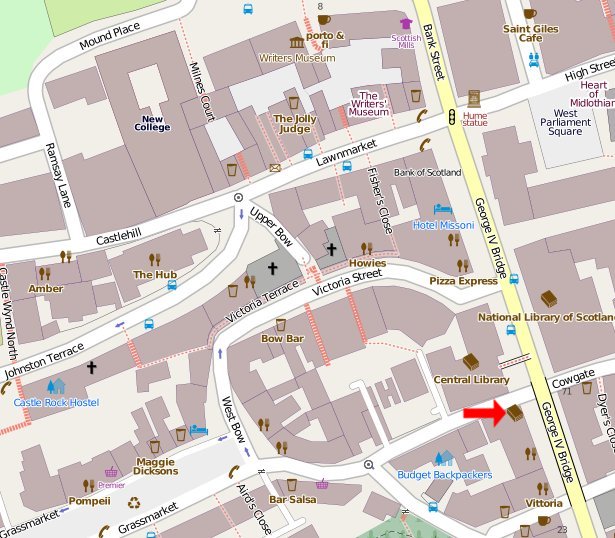 Mound Place
8
porto &
fi
Writers Museum
Scottish
Mills
Bank Street
Saint Giles
Cafe
High Street
Heart
of
Midlothian
West
Parliament
Square
Hume
statue
Milnes Court
New
College
The Jolly
Judge
The
Writers'
Museum
Lawnmarket
Ramsay Lane
Fisher's Close
Bank of Scotland
Hotel Missoni
George IV Bridge
Castlehill
Upper Bow
Amber
The Hub
Castle Wynd North
Howies
Pizza Express
Victoria Terrace
Victoria Street
National Library of Scotland
Johnston Terrace
Bow Bar
Central Library
Cowgate
71
Castle Rock Hostel
West Bow
George IV Bridge
Dyer's Clos
Maggie
Dicksons
Premier
Pompeii
Grassmarket
Grassmarket
Aird's Close
Bar Salsa
Budget Backpackers
Vittoria
23